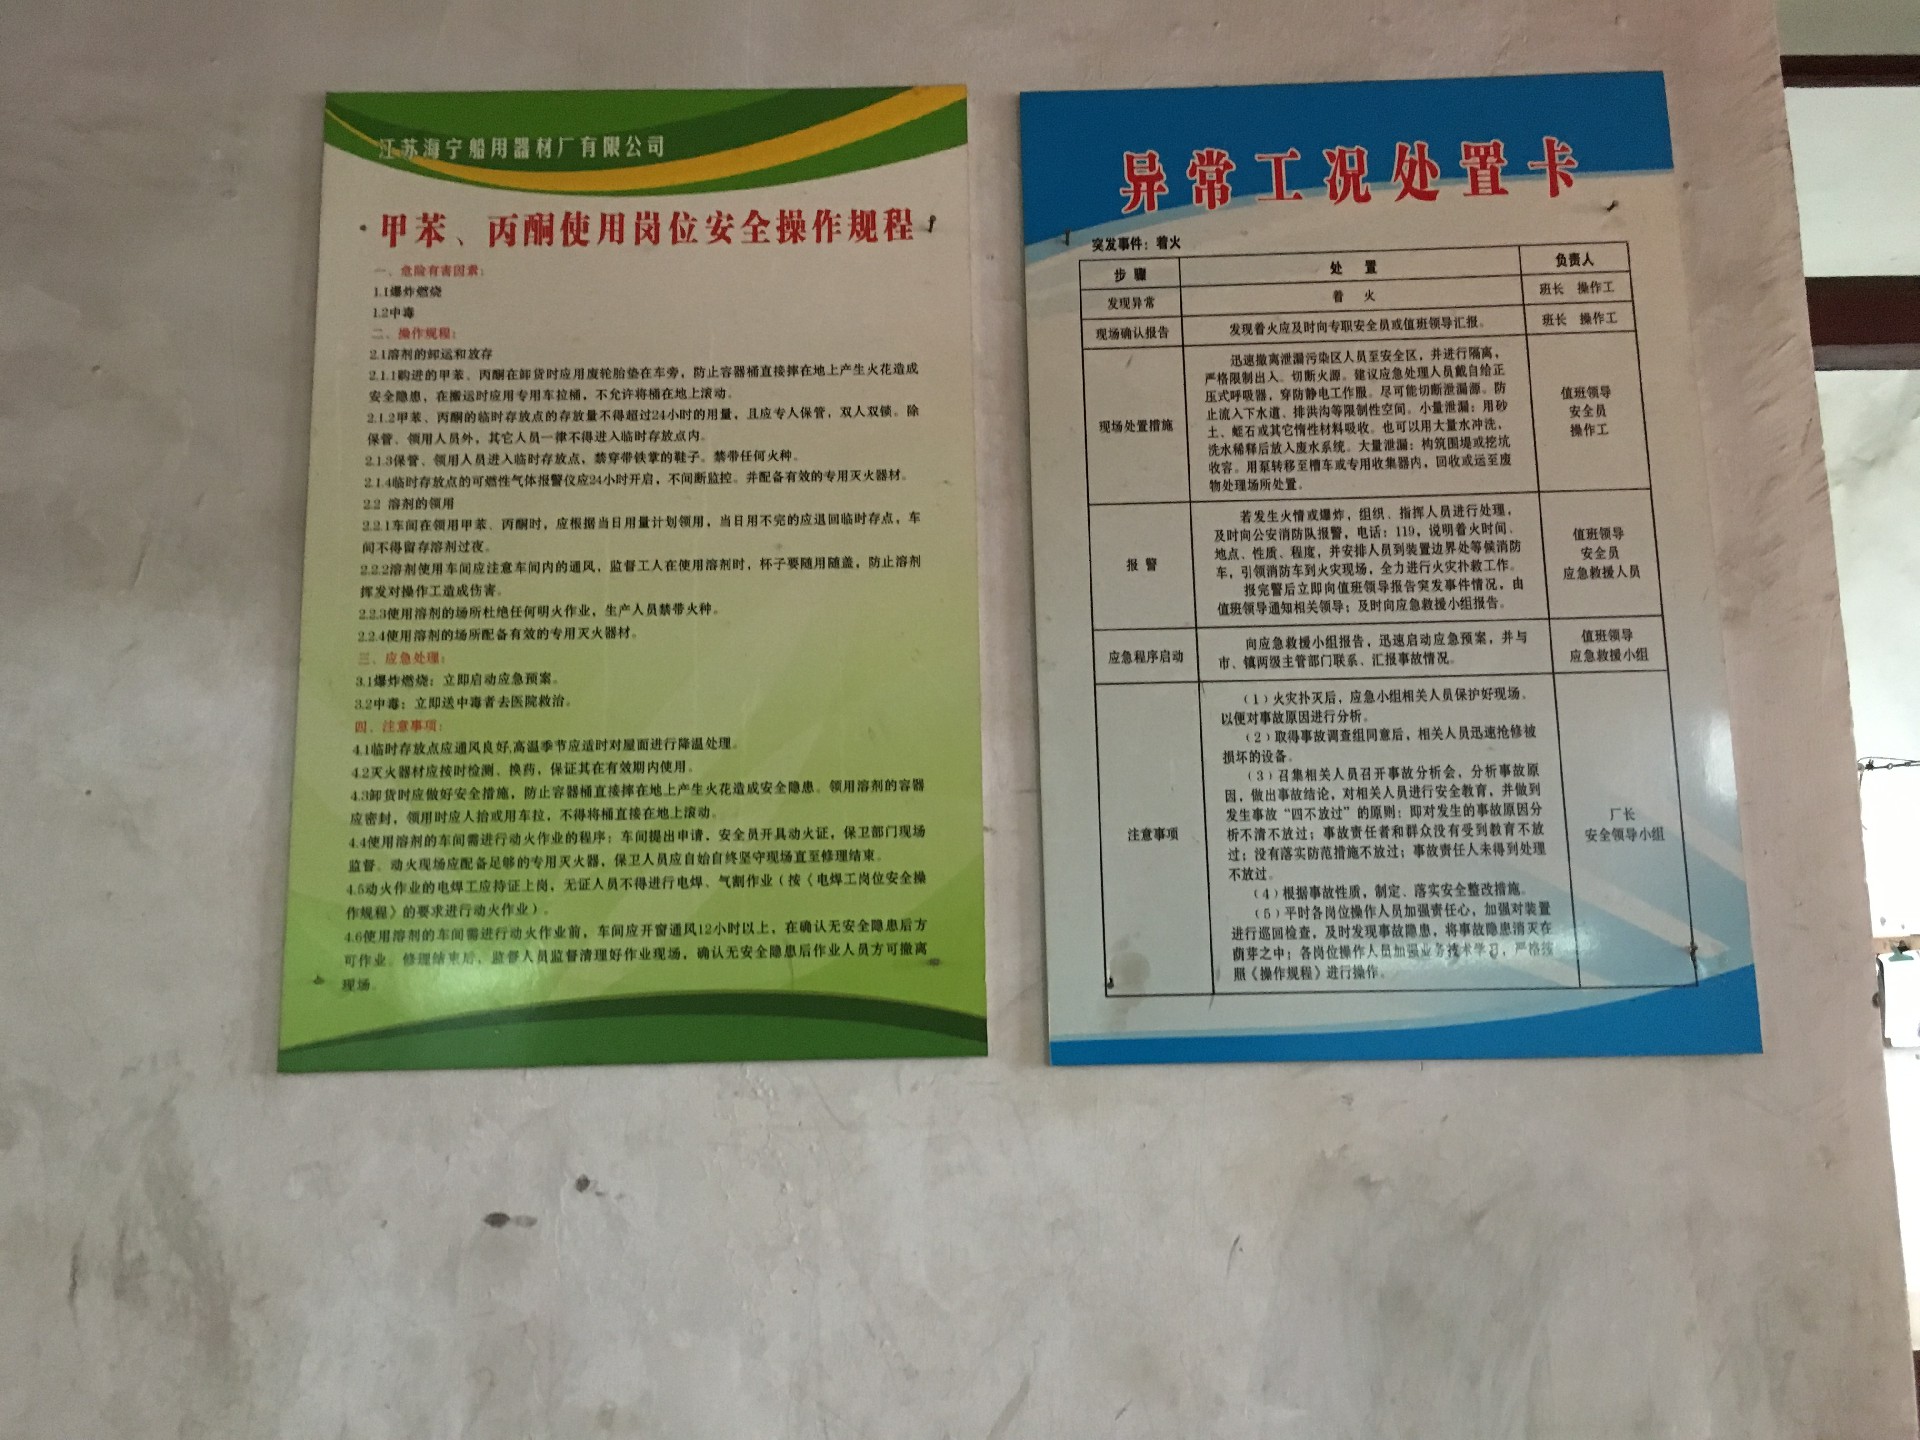 江苏海宁船用器材厂有限公司
甲苯、丙酮使用岗位安全操作规程
一、危险有害因素：
1.1爆炸燃烧
1.2中毒
二、操作规程：
2.1溶剂的卸运和放存
2.1.1购进的甲苯、丙酮在卸货时应用废轮胎垫在车旁，防止容器桶直接摔在地上产生火花造成
安全隐患，在搬运时应用专用车拉桶，不允许将桶在地上滚动。
2.1.2甲苯、丙酮的临时存放点的存放量不得超过24小时的用量，且应专人保管，双人双锁。除
保管、领用人员外，其它人员一律不得进入临时存放点内。
2.1.3保管、领用人员进入临时存放点，禁穿带铁掌的鞋子。禁带任何火种。
2.1.4临时存放点的可燃性气体报警仪应24小时开启，不间断监控。并配备有效的专用灭火器材。
2.2 溶剂的领用
2.2.1车间在领用甲苯、丙酮时，应根据当日用量计划领用，当日用不完的应退回临时存点，车
间不得留存溶剂过夜。
2.2.2溶剂使用车间应注意车间内的通风，监督工人在使用溶剂时，杯子要随用随盖，防止溶剂
挥发对操作工造成伤害。
2.2.3使用溶剂的场所杜绝任何明火作业，生产人员禁带火种。
2.2.4使用溶剂的场所配备有效的专用灭火器材。
三、应急处理：
3.1爆炸燃烧：立即启动应急预案。
3.2中毒：立即送中毒者去医院救治。
四、注意事项：
4.1临时存放点应通风良好,高温季节应适时对屋面进行降温处理。
4.2灭火器材应按时检测、换药，保证其在有效期内使用。
4.3卸货时应做好安全措施，防止容器桶直接摔在地上产生火花造成安全隐患。领用溶剂的容器
应密封，领用时应人抬或用车拉，不得将桶直接在地上滚动。
4.4使用溶剂的车间需进行动火作业的程序：车间提出申请、安全员开具动火证，保卫部门现场
监督。动火现场应配备足够的专用灭火器，保卫人员应自始自终坚守现场直至修理结束。
4.5动火作业的电焊工应持证上岗，无证人员不得进行电焊、气割作业（按《电焊工岗位安全操
作规程》的要求进行动火作业）。
4.6使用溶剂的车间需进行动火作业前，车间应开窗通风12小时以上，在确认无安全隐患后方
可作业。修理结束后，监督人员监督清理好作业现场，确认无安全隐患后作业人员方可撤离
现场。
异常工况处置卡
突发事件：着火
步 骤 处 置 负责人
发现异常 着 火 班长 操作工
现场确认报告 发现着火应及时向专职安全员或值班领导汇报。 班长 操作工
现场处置措施
迅速撤离泄漏污染区人员至安全区，并进行隔离，
严格限制出入。切断火源。建议应急处理人员戴自给正
压式呼吸器，穿防静电工作服。尽可能切断泄漏源。防
止流入下水道、排洪沟等限制性空间。小量泄漏：用砂
土、蛭石或其它惰性材料吸收。也可以用大量水冲洗，
洗水稀释后放入废水系统。大量泄漏：构筑围堤或挖坑
收容。用泵转移至槽车或专用收集器内，回收或运至废
物处理场所处置。
值班领导
安全员
操作工
报 警
若发生火情或爆炸，组织、指挥人员进行处理，
及时向公安消防队报警，电话：119，说明着火时间、
地点、性质、程度，并安排人员到装置边界处等候消防
车，引领消防车到火灾现场，全力进行火灾扑救工作。
报完警后立即向值班领导报告突发事件情况，由
值班领导通知相关领导；及时向应急救援小组报告。
值班领导
安全员
应急救援人员
应急程序启动
向应急救援小组报告，迅速启动应急预案，并与
市、镇两级主管部门联系、汇报事故情况。
值班领导
应急救援小组
注意事项
（1）火灾扑灭后，应急小组相关人员保护好现场。
以便对事故原因进行分析。
（2）取得事故调查组同意后，相关人员迅速抢修被
损坏的设备。
（3）召集相关人员召开事故分析会，分析事故原
因，做出事故结论，对相关人员进行安全教育，并做到
发生事故“四不放过”的原则：即对发生的事故原因分
析不清不放过；事故责任者和群众没有受到教育不放
过；没有落实防范措施不放过；事故责任人未得到处理
不放过。
（4）根据事故性质，制定、落实安全整改措施。
（5）平时各岗位操作人员加强责任心，加强对装置
进行巡回检查，及时发现事故隐患，将事故隐患消灭在
萌芽之中；各岗位操作人员加强业务技术学习，严格按
照《操作规程》进行操作。
厂长
安全领导小组